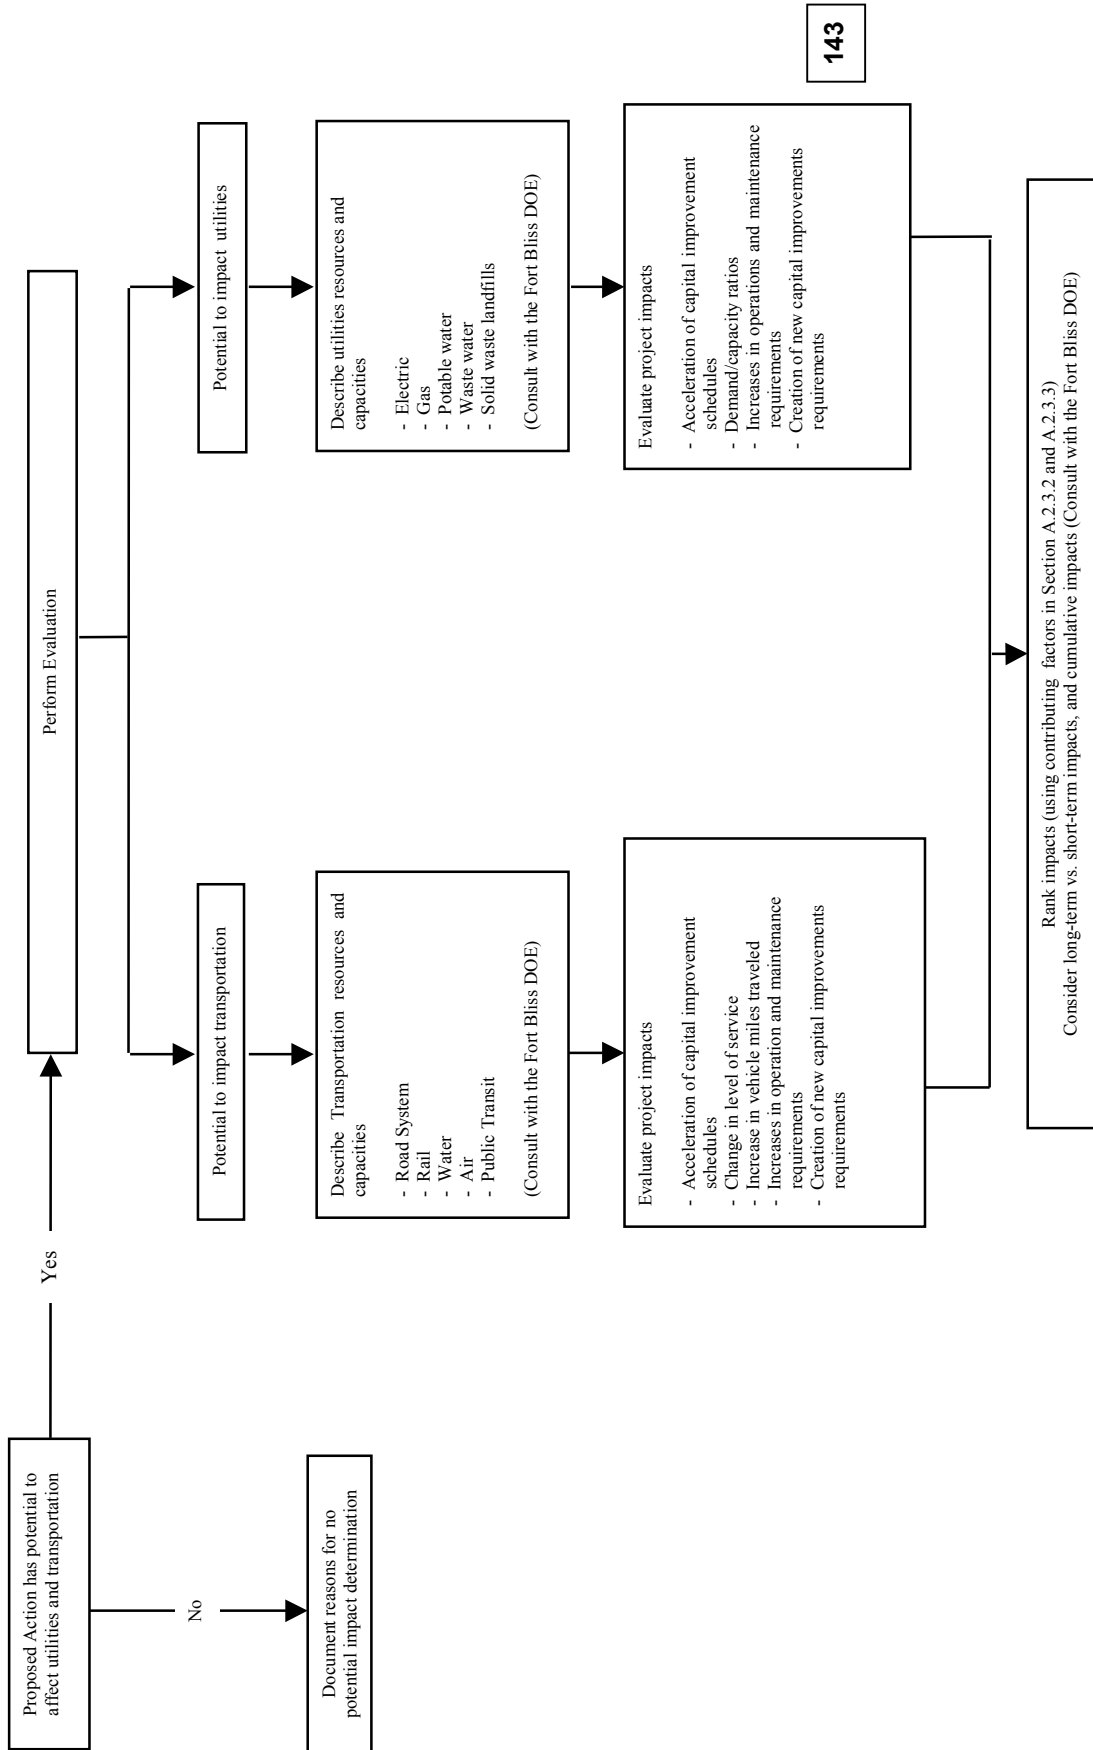 Proposed Action has potential to
affect utilities and transportation
Yes
Perform Evaluation
No
Document reasons for no
potential impact determination
Potential to impact transportation
Describe Transportation resources and
capacities
- Road System
- Rail
- Water
- Air
- Public Transit
(Consult with the Fort Bliss DOE)
Evaluate project impacts
- Acceleration of capital improvement
schedules
- Change in level of service
- Increase in vehicle miles traveled
- Increases in operation and maintenance
requirements
- Creation of new capital improvements
requirements
Potential to impact utilities
Describe utilities resources and
capacities
- Electric
- Gas
- Potable water
- Waste water
- Solid waste landfills
(Consult with the Fort Bliss DOE)
Evaluate project impacts
- Acceleration of capital improvement
schedules
- Demand/capacity ratios
- Increases in operations and maintenance
requirements
- Creation of new capital improvements
requirements
Rank impacts (using contributing factors in Section A.2.3.2 and A.2.3.3)
Consider long-term vs. short-term impacts, and cumulative impacts (Consult with the Fort Bliss DOE)
143